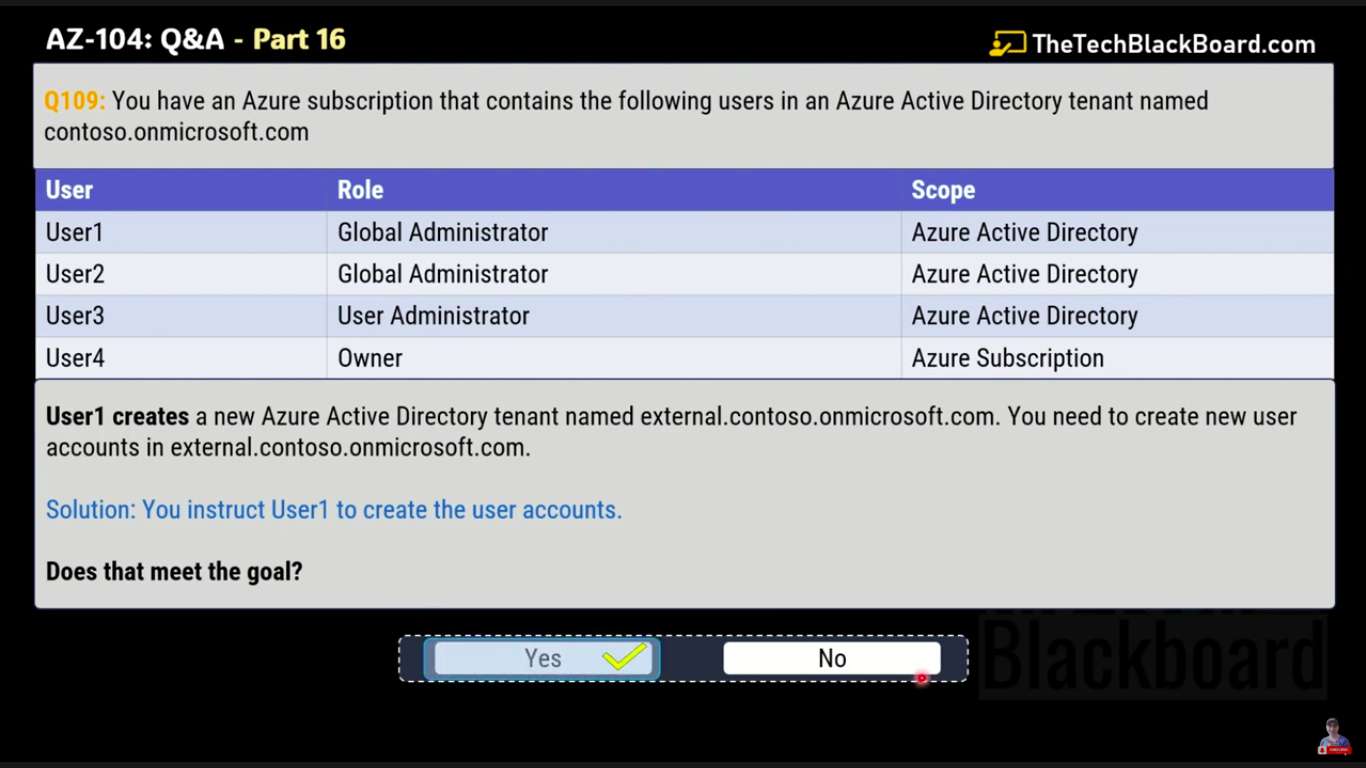 AZ-104: Q&A - Part 16
TheTechBlackBoard.com
Q109: You have an Azure subscription that contains the following users in an Azure Active Directory tenant named
contoso.onmicrosoft.com
User Role Scope
User1 Global Administrator Azure Active Directory
User2 Global Administrator Azure Active Directory
User3 User Administrator Azure Active Directory
User4 Owner Azure Subscription
User1 creates a new Azure Active Directory tenant named external.contoso.onmicrosoft.com. You need to create new user
accounts in external.contoso.onmicrosoft.com.
Solution: You instruct User1 to create the user accounts.
Does that meet the goal?
Yes No
Blackboard